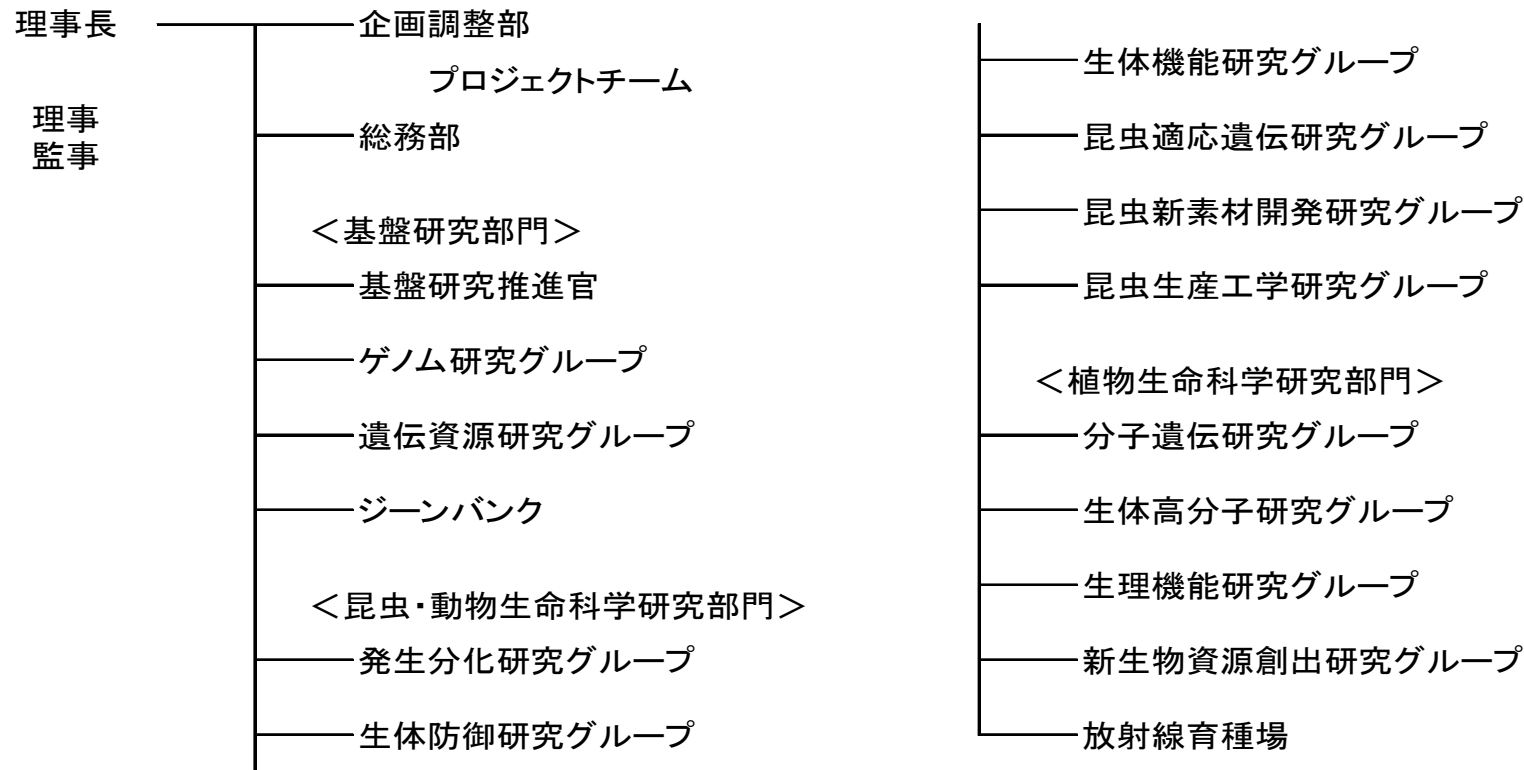 理事長
企画調整部
プロジェクトチーム
理事
監事
総務部
＜基盤研究部門＞
基盤研究推進官
ゲノム研究グループ
遺伝資源研究グループ
ジーンバンク
＜昆虫・動物生命科学研究部門＞
発生分化研究グループ
生体防御研究グループ
生体機能研究グループ
昆虫適応遺伝研究グループ
昆虫新素材開発研究グループ
昆虫生産工学研究グループ
＜植物生命科学研究部門＞
分子遺伝研究グループ
生体高分子研究グループ
生理機能研究グループ
新生物資源創出研究グループ
放射線育種場